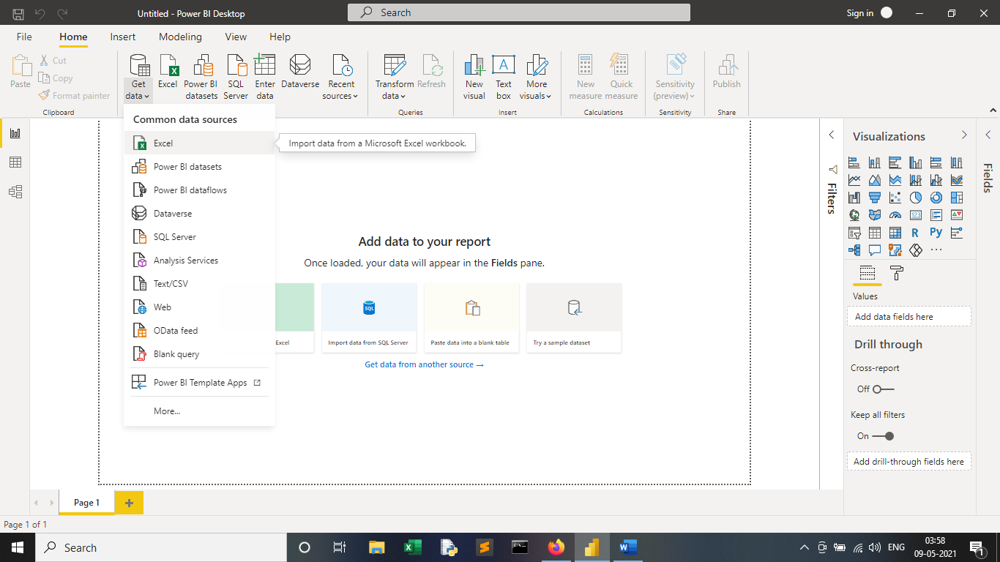 Untitled - Power BI Desktop
Search
Sign in
File Home Insert Modeling View Help
Paste
Cut
Copy
Format painter
Clipboard
Get data
Excel
Power BI datasets
SQL Server
Enter data
Dataverse
Recent sources
Transform data
Refresh
Queries
New visual
Text box
More visuals
Insert
New measure
Quick measure
Calculations
Sensitivity (preview)
Sensitivity
Publish
Share
Common data sources
Excel
Import data from a Microsoft Excel workbook.
Power BI datasets
Power BI dataflows
Dataverse
SQL Server
Analysis Services
Text/CSV
Web
OData feed
Blank query
Power BI Template Apps
More...
Add data to your report
Once loaded, your data will appear in the Fields pane.
Excel
SQL
Import data from SQL Server
Paste data into a blank table
Try a sample dataset
Get data from another source →
Filters
Visualizations
123
R
Py
Values
Add data fields here
Drill through
Cross-report
Off
Keep all filters
On
Add drill-through fields here
Fields
Page 1
Page 1 of 1
Search
ENG
03:58
09-05-2021
1